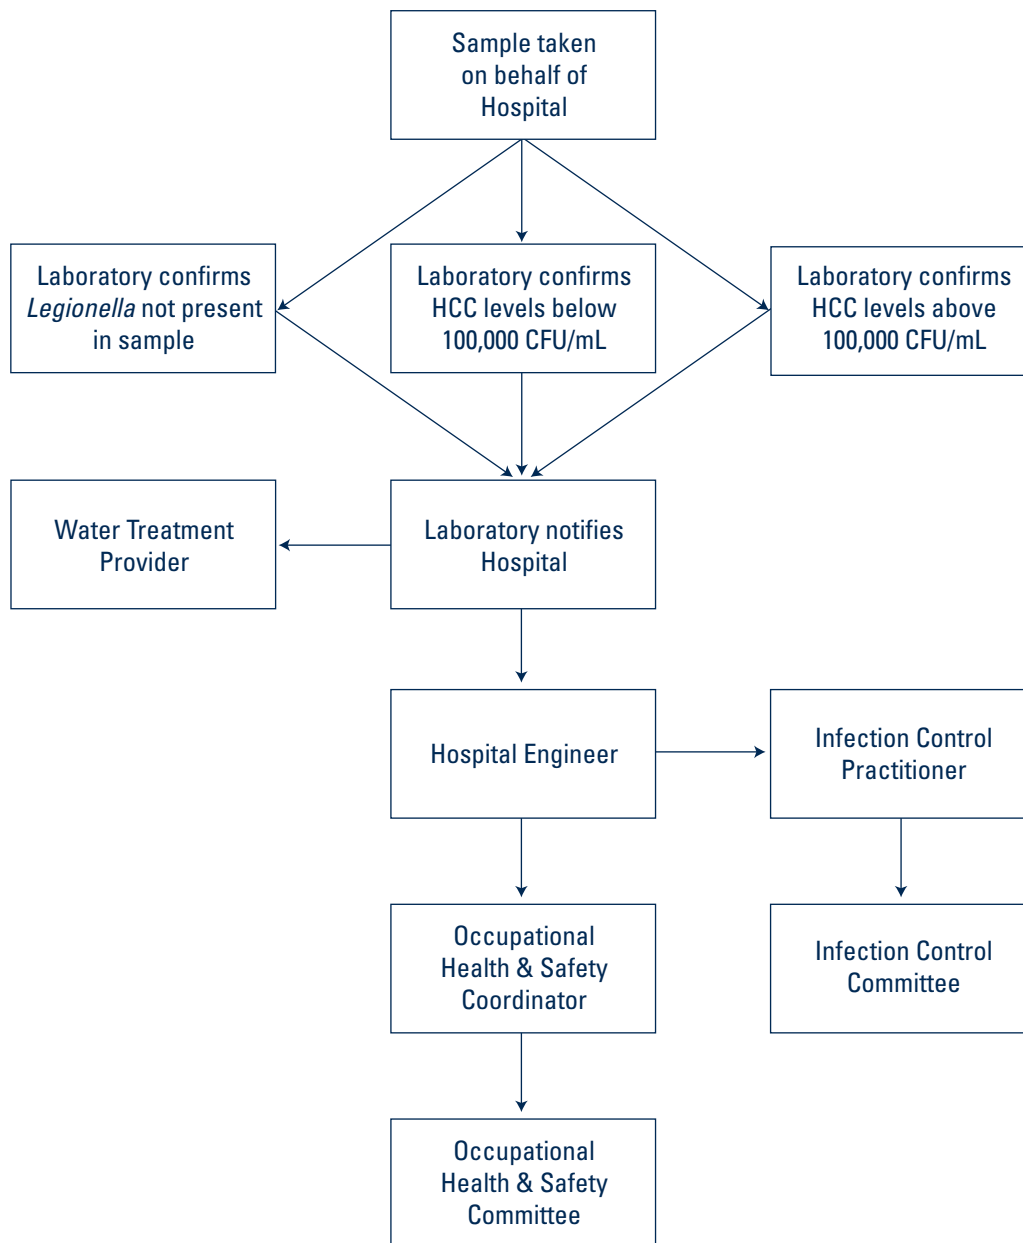 Sample taken
on behalf of
Hospital
Laboratory confirms
Legionella not present
in sample
Laboratory confirms
HCC levels below
100,000 CFU/mL
Laboratory confirms
HCC levels above
100,000 CFU/mL
Water Treatment
Provider
Laboratory notifies
Hospital
Hospital Engineer
Infection Control
Practitioner
Occupational
Health & Safety
Coordinator
Infection Control
Committee
Occupational
Health & Safety
Committee